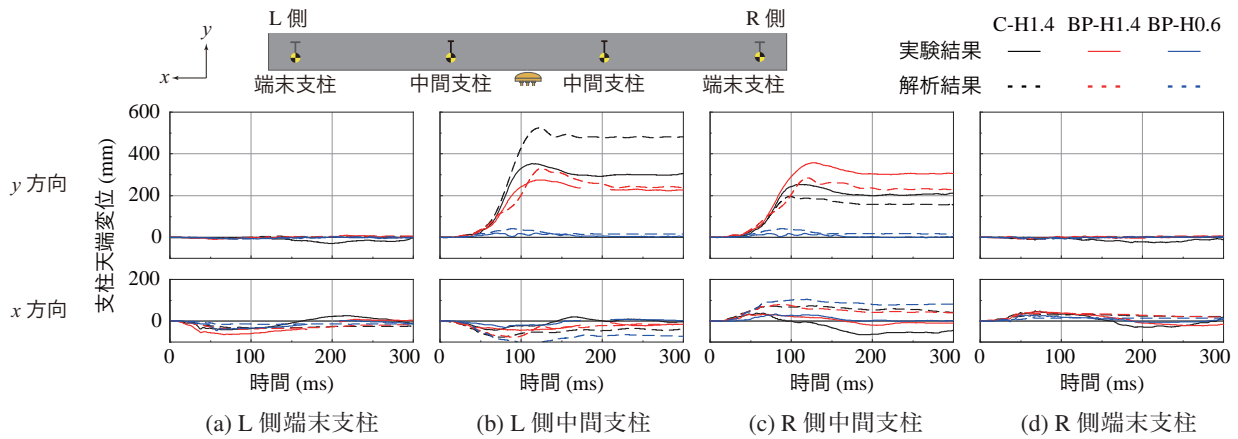 L 側
R 側
y
x
端末支柱
中間支柱
中間支柱
端末支柱
C-H1.4 BP-H1.4 BP-H0.6
実験結果
解析結果
支柱天端変位 (mm)
y 方向
600
400
200
0
x 方向
200
0
0 100 200 300
0 100 200 300
0 100 200 300
0 100 200 300
時間 (ms)
時間 (ms)
時間 (ms)
時間 (ms)
(a) L 側端末支柱
(b) L 側中間支柱
(c) R 側中間支柱
(d) R 側端末支柱